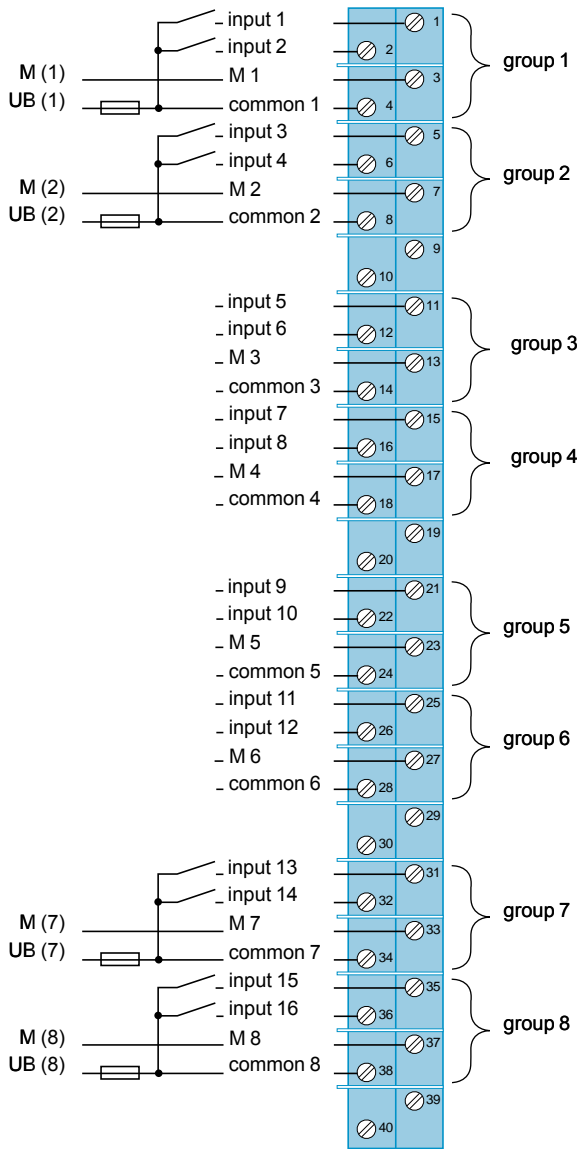 input 1 1
input 2 2 group 1
M (1) M 1 3
UB (1) common 1 4
input 3 5
input 4 6 group 2
M (2) M 2 7
UB (2) common 2 8
9
10
input 5 11
input 6 12 group 3
M 3 13
common 3 14
input 7 15
input 8 16 group 4
M 4 17
common 4 18
19
20
input 9 21
input 10 22 group 5
M 5 23
common 5 24
input 11 25
input 12 26 group 6
M 6 27
common 6 28
29
30
input 13 31
input 14 32 group 7
M (7) M 7 33
UB (7) common 7 34
input 15 35
input 16 36 group 8
M (8) M 8 37
UB (8) common 8 38
39
40